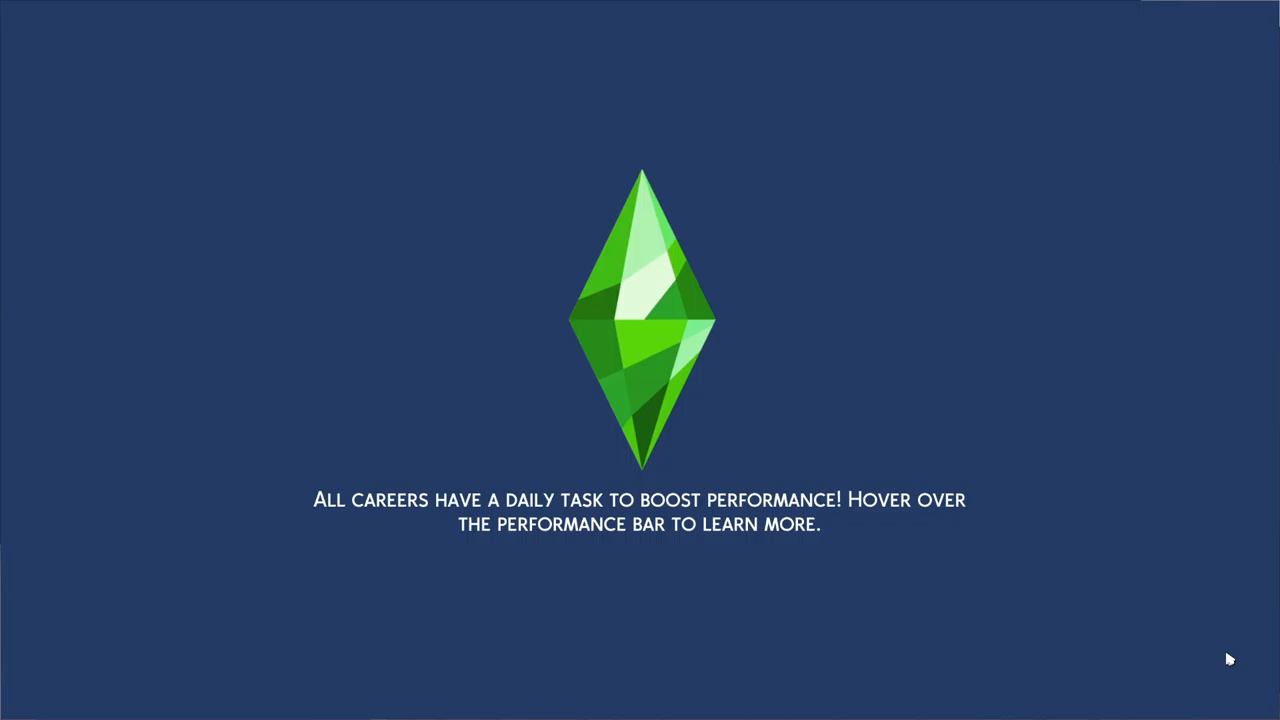 All careers have a daily task to boost performance! Hover over
the performance bar to learn more.